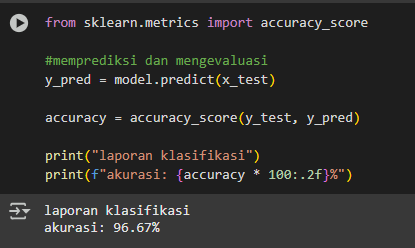 from sklearn.metrics import accuracy_score
#memprediksi dan mengevaluasi
y_pred = model.predict(x_test)
accuracy = accuracy_score(y_test, y_pred)
print("laporan klasifikasi")
print(f"akurasi: {accuracy * 100:.2f}%")
laporan klasifikasi
akurasi: 96.67%